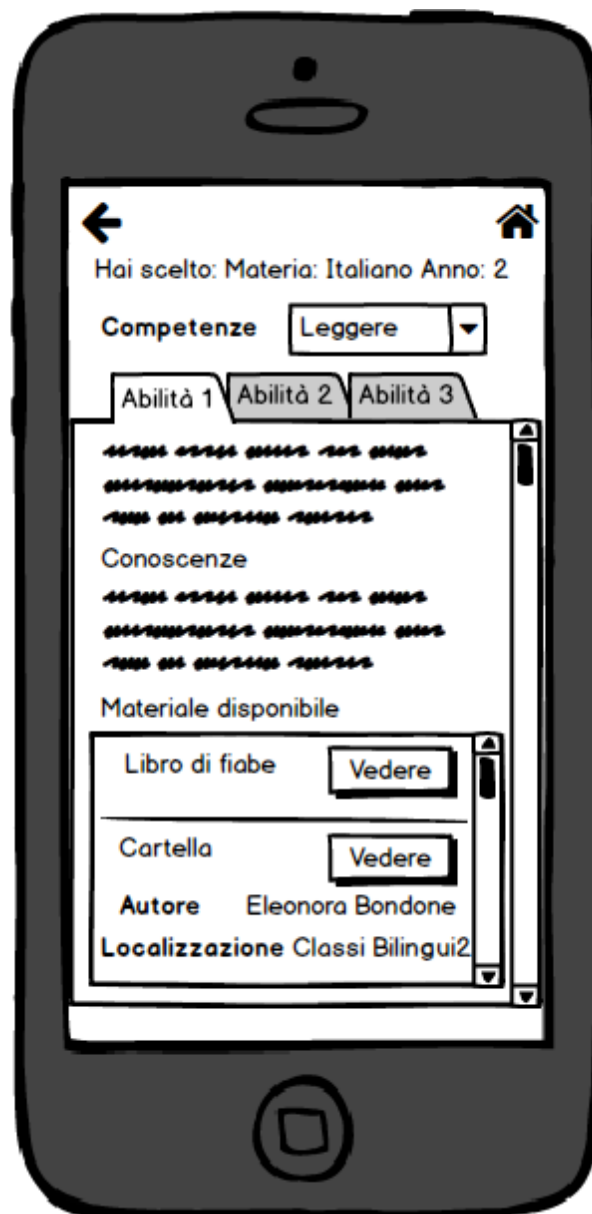 Hai scelto: Materia: Italiano Anno: 2
Competenze Leggere
Abilità 1 Abilità 2 Abilità 3
Conoscenze
Materiale disponibile
Libro di fiabe Vedere
Cartella Vedere
Autore Eleonora Bondone
Localizzazione Classi Bilingui2